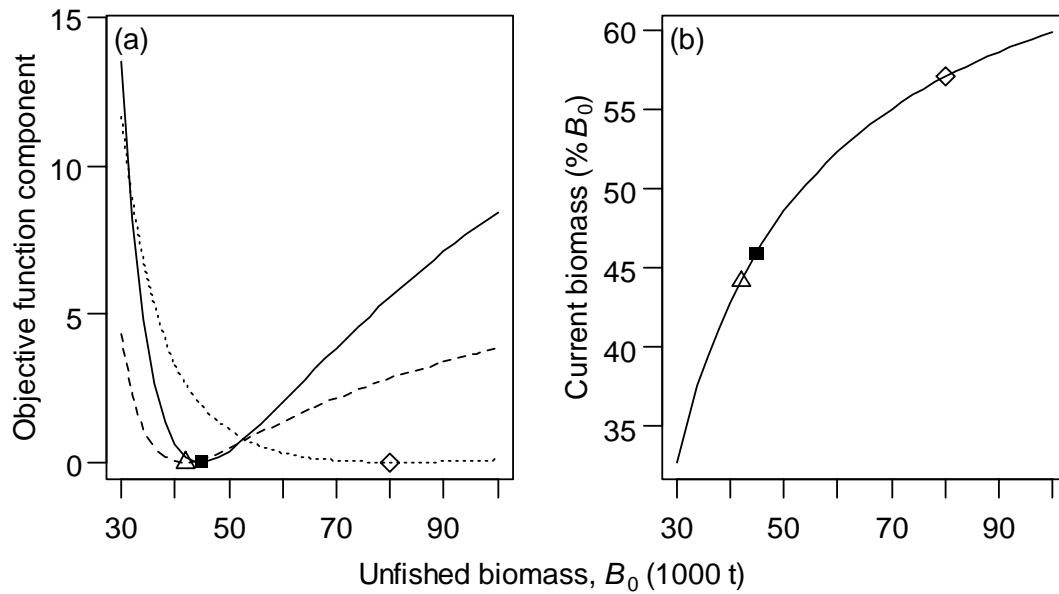 (a)
Objective function component
15
10
5
0
30 50 70 90
(b)
Current biomass (% B0)
60
55
50
45
40
35
30 50 70 90
Unfished biomass, B0 (1000 t)